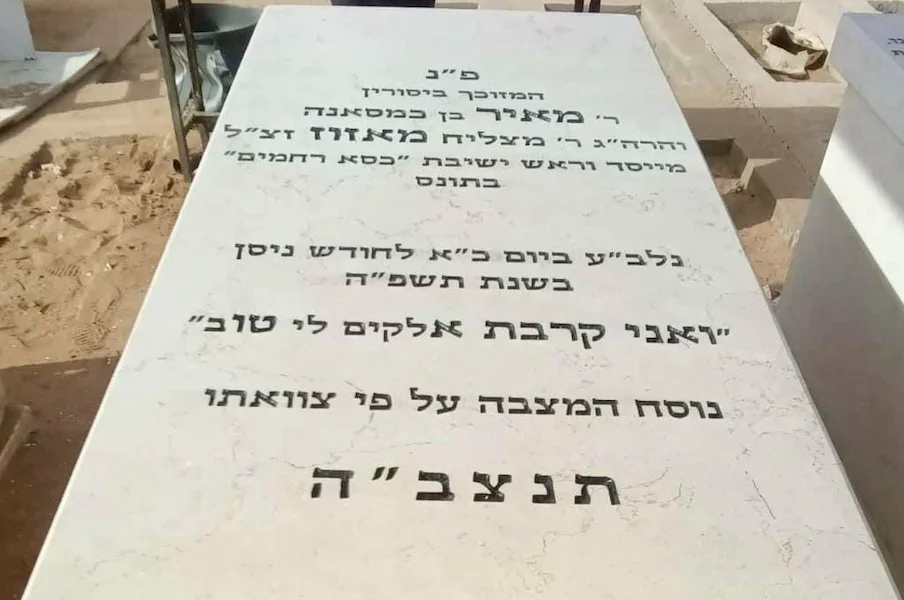 פ״נ
המזוכך ביסורין
ר׳ מאיר בן כמסאנה
והרה״ג ר׳ מצליח מאזוז זצ״ל
מייסד וראש ישיבת ״כסא רחמים״
בתונס
נלב״ע ביום כ״א לחודש ניסן
בשנת תשפ״ה
״ואני קרבת אלקים לי טוב״
נוסח המצבה על פי צוואתו
תנצב״ה